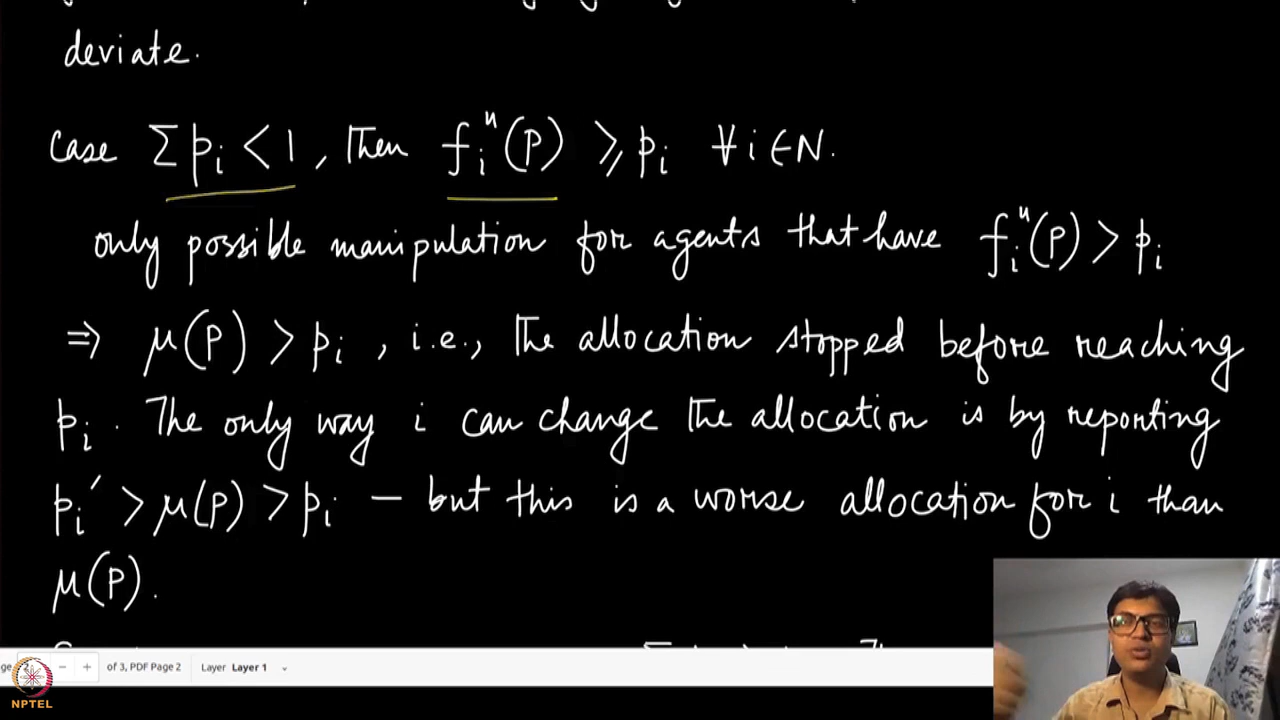 deviate.
Case ∑ pᵢ < 1, then fᵢᵘ(P) ⩾ pᵢ ∀ i ∈ N.
only possible manipulation for agents that have fᵢᵘ(P) > pᵢ
⇒ μ(P) > pᵢ, i.e., the allocation stopped before reaching
pᵢ. The only way i can change the allocation is by reporting
pᵢ′ > μ(P) > pᵢ — but this is a worse allocation for i than
μ(P).
of 3, PDF Page 2 Layer Layer 1
NPTEL